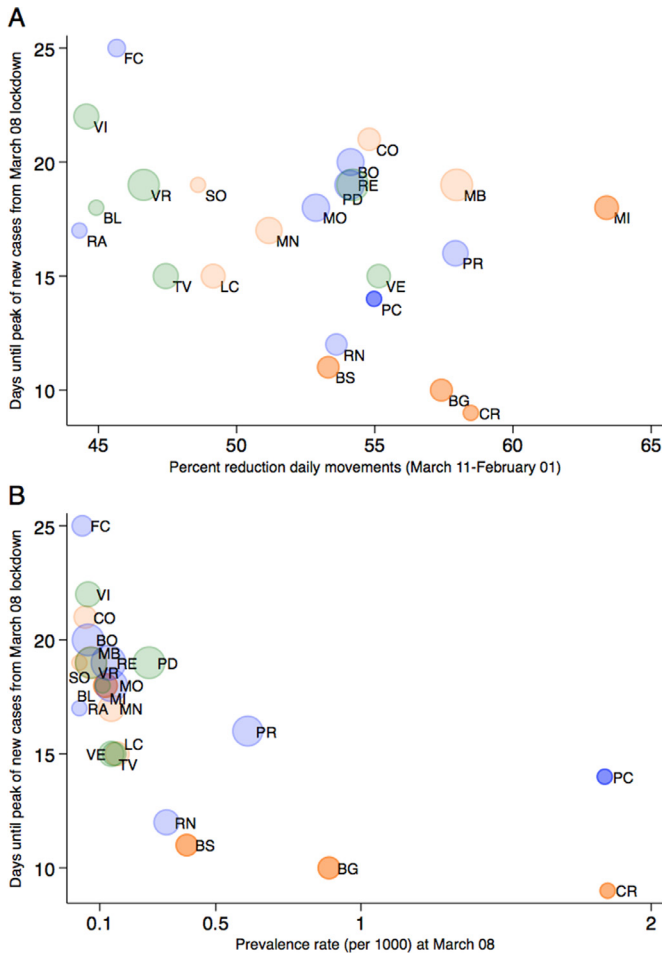 A
Days until peak of new cases from March 08 lockdown
25
20
15
10
FC
VI
CO
BO
VR
SO
RE
MB
PD
BL
MO
MI
RA
MN
PR
TV
LC
VE
PC
RN
BS
BG
CR
45
50
55
60
65
Percent reduction daily movements (March 11-February 01)
B
Days until peak of new cases from March 08 lockdown
25
20
15
10
FC
VI
CO
BO
MB
RE
PD
VR
SO
MO
BL
MI
RA
MN
PR
LC
VE
TV
PC
RN
BS
BG
CR
0.1
0.5
1
2
Prevalence rate (per 1000) at March 08